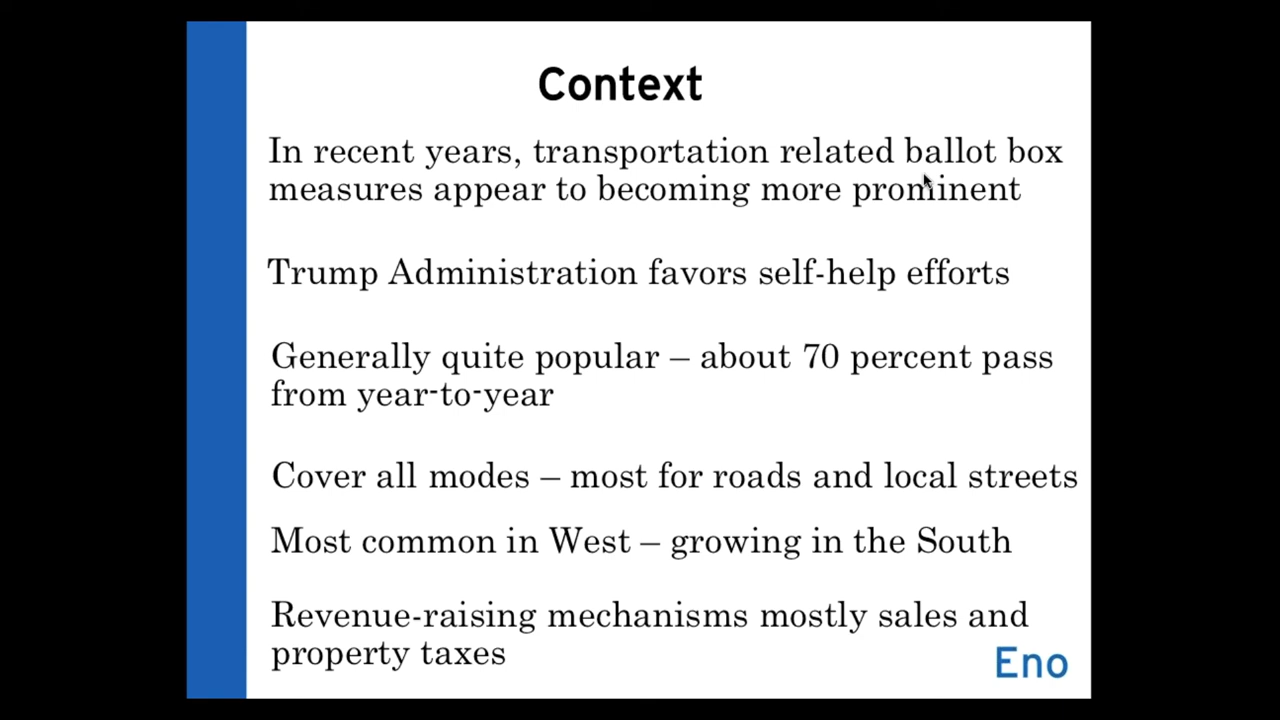 Context
In recent years, transportation related ballot box
measures appear to becoming more prominent
Trump Administration favors self-help efforts
Generally quite popular – about 70 percent pass
from year-to-year
Cover all modes – most for roads and local streets
Most common in West – growing in the South
Revenue-raising mechanisms mostly sales and
property taxes
Eno